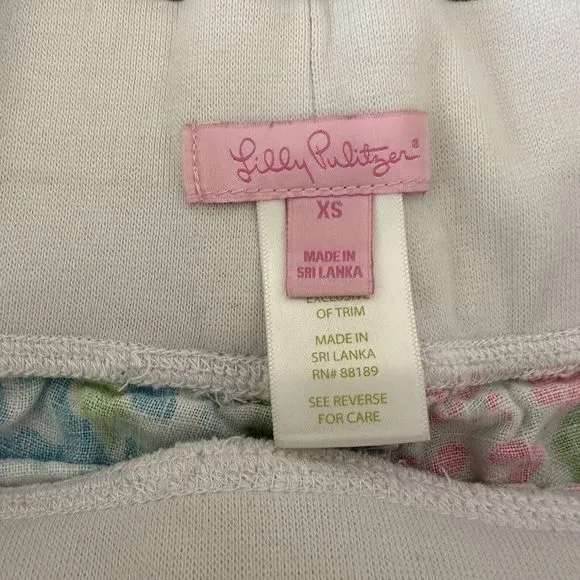 Lilly Pulitzer®
XS
MADE IN
SRI LANKA
EXCLUSIVE
OF TRIM
MADE IN
SRI LANKA
RN# 88189
SEE REVERSE
FOR CARE